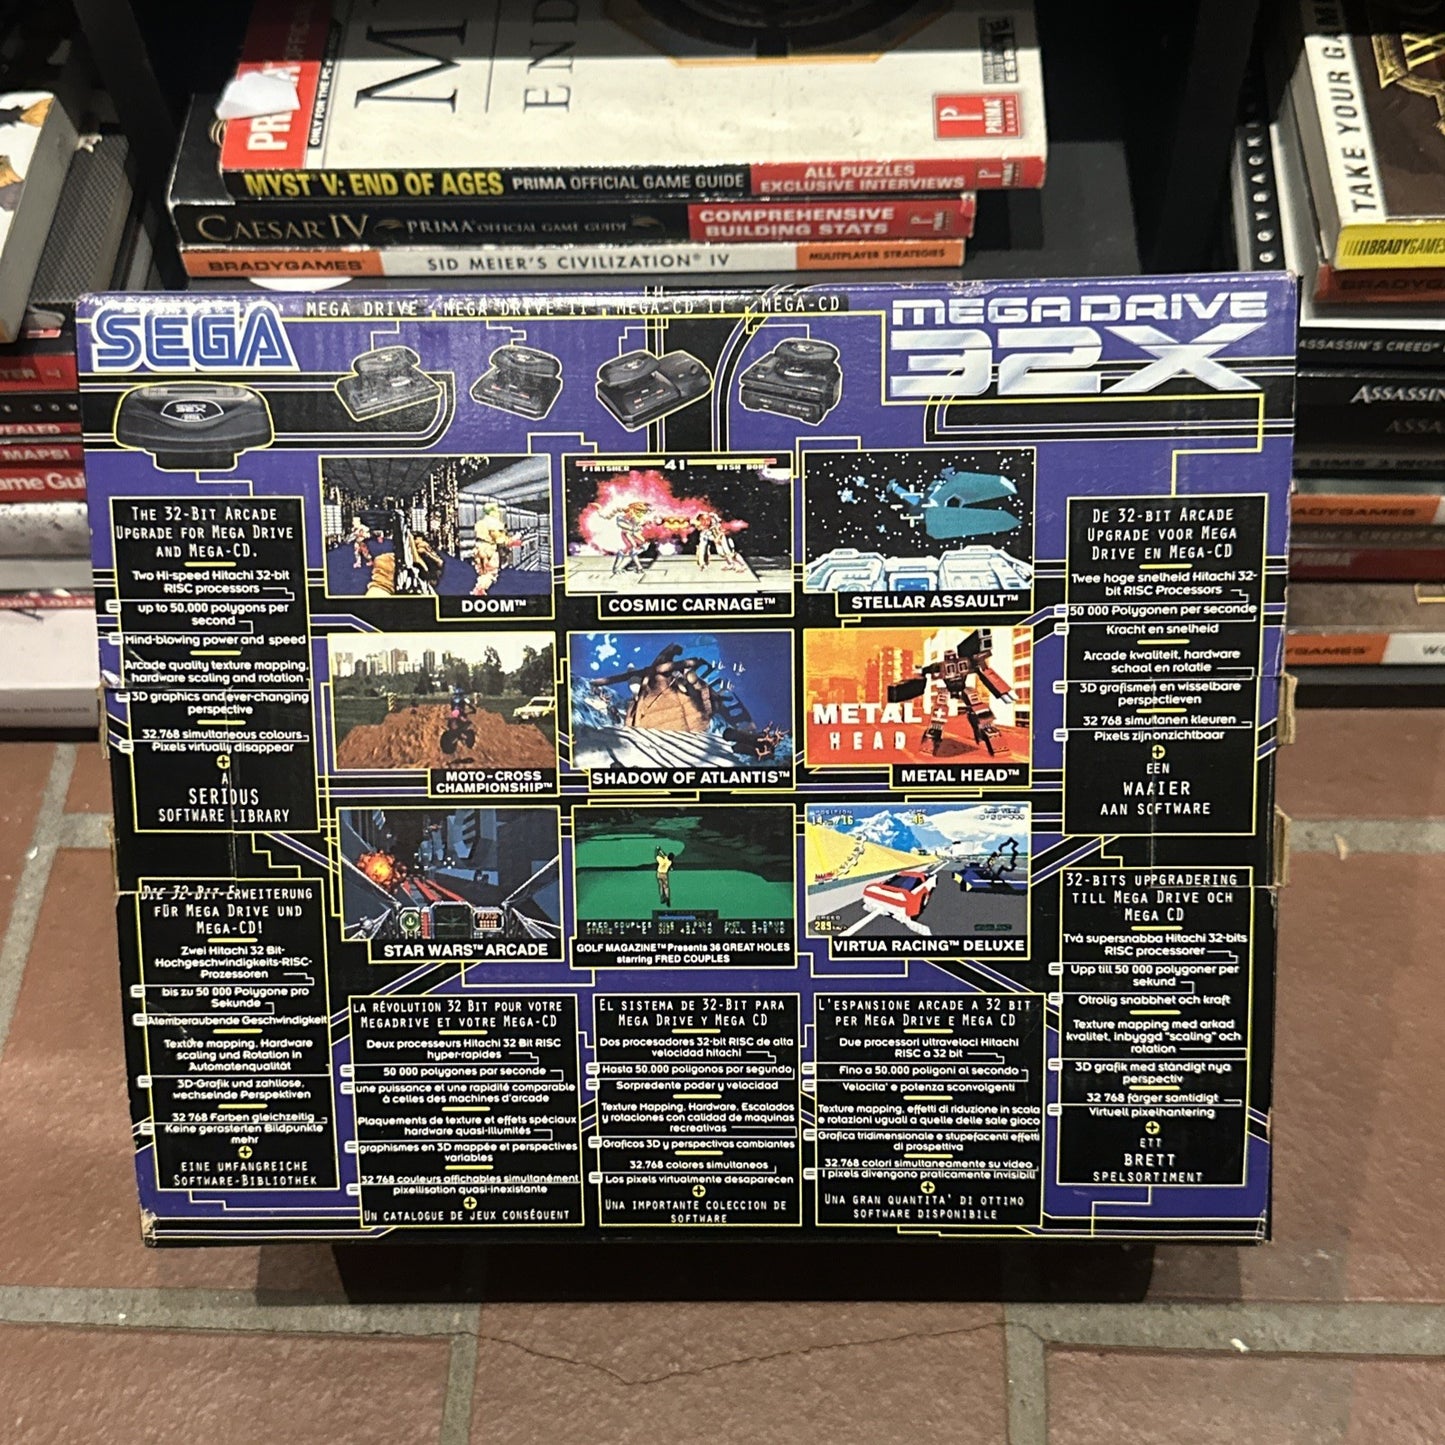 PRIMA OFFICIAL
ONLY FOR THE PC
END
PRIMA
GAMES
MYST V: END OF AGES PRIMA OFFICIAL GAME GUIDE
ALL PUZZLES
EXCLUSIVE INTERVIEWS
CAESAR IV PRIMA OFFICIAL GAME GUIDE
COMPREHENSIVE
BUILDING STATS
BRADYGAMES SID MEIER'S CIVILIZATION® IV MULTIPLAYER STRATEGIES
TAKE YOUR GA
BRADYGAMES
ASSASSIN'S CREED
ASSASSIN
MAPS!
SEGA
MEGA DRIVE MEGA DRIVE II MEGA-CD II MEGA-CD
MEGADRIVE
32X
THE 32-BIT ARCADE
UPGRADE FOR MEGA DRIVE
AND MEGA-CD.
Two Hi-speed Hitachi 32-bit
RISC processors
up to 50.000 polygons per
second
Mind-blowing power and speed
Arcade quality texture mapping,
hardware scaling and rotation
3D graphics and ever-changing
perspective
32.768 simultaneous colours
Pixels virtually disappear
A
SERIOUS
SOFTWARE LIBRARY
DOOM™
COSMIC CARNAGE™
STELLAR ASSAULT™
MOTO-CROSS
CHAMPIONSHIP™
SHADOW OF ATLANTIS™
METAL
HEAD
METAL HEAD™
STAR WARS™ ARCADE
GOLF MAGAZINE™ Presents 36 GREAT HOLES
starring FRED COUPLES
VIRTUA RACING™ DELUXE
DE 32-BIT ARCADE
UPGRADE VOOR MEGA
DRIVE EN MEGA-CD
Twee hoge snelheid Hitachi 32-
bit RISC Processors
50 000 Polygonen per seconde
Kracht en snelheid
Arcade kwaliteit, hardware
schaal en rotatie
3D grafismen en wisselbare
perspectieven
32 768 simultanen kleuren
Pixels zijn onzichtbaar
EEN
WAAIER
AAN SOFTWARE
DIE 32-BIT-ERWEITERUNG
FÜR MEGA DRIVE UND
MEGA-CD!
Zwei Hitachi 32 Bit-
Hochgeschwindigkeits-RISC-
Prozessoren
bis zu 50 000 Polygone pro
Sekunde
Atemberaubende Geschwindigkeit
Texture mapping, Hardware
scaling und Rotation in
Automatenqualität
3D-Grafik und zahllose,
wechselnde Perspektiven
32 768 Farben gleichzeitig
Keine gerasterten Bildpunkte
mehr
EINE UMFANGREICHE
SOFTWARE-BIBLIOTHEK
LA RÉVOLUTION 32 BIT POUR VOTRE
MEGADRIVE ET VOTRE MEGA-CD
Deux processeurs Hitachi 32 Bit RISC
hyper-rapides
50 000 polygones par seconde
une puissance et une rapidité comparable
à celles des machines d'arcade
Plaquements de texture et effets spéciaux
hardware quasi-illumités
graphismes en 3D mappée et perspectives
variables
32 768 couleurs affichables simultanément
pixellisation quasi-inexistante
UN CATALOGUE DE JEUX CONSÉQUENT
EL SISTEMA DE 32-BIT PARA
MEGA DRIVE Y MEGA CD
Dos procesadores 32-bit RISC de alta
velocidad hitachi
Hasta 50.000 poligonos por segundo
Sorpredente poder y velocidad
Texture Mapping, Hardware, Escalados
y rotaciones con calidad de maquinas
recreativas
Graficos 3D y perspectivas cambiantes
32.768 colores simultaneos
Los pixels virtualmente desaparecen
UNA IMPORTANTE COLECCION DE
SOFTWARE
L'ESPANSIONE ARCADE A 32 BIT
PER MEGA DRIVE E MEGA CD
Due processori ultraveloci Hitachi
RISC a 32 bit
Fino a 50.000 poligoni al secondo
Velocita' e potenza sconvolgenti
Texture mapping, effetti di riduzione in scala
e rotazioni uguali a quelle delle sale gioco
Grafica tridimensionale e stupefacenti effetti
di prospettiva
32.768 colori simultaneamente su video
I pixels divengono praticamente invisibili
UNA GRAN QUANTITA' DI OTTIMO
SOFTWARE DISPONIBILE
32-BITS UPPGRADERING
TILL MEGA DRIVE OCH
MEGA CD
Två supersnabba Hitachi 32-bits
RISC processorer
Upp till 50 000 polygoner per
sekund
Otrolig snabbhet och kraft
Texture mapping med arkad
kvalitet, inbyggd "scaling" och
rotation
3D grafik med ständigt nya
perspectiv
32 768 färger samtidigt
Virtuell pixelhantering
ETT
BRETT
SPELSORTIMENT